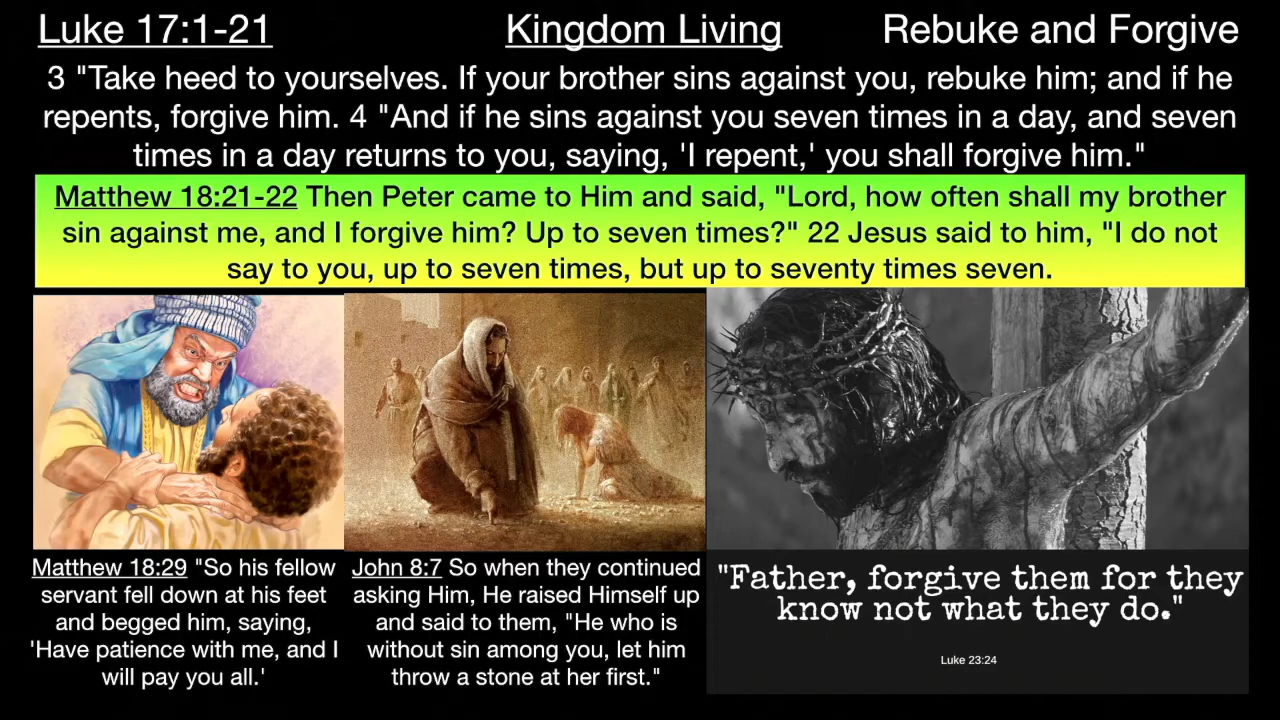 Luke 17:1-21 Kingdom Living Rebuke and Forgive
3 "Take heed to yourselves. If your brother sins against you, rebuke him; and if he
repents, forgive him. 4 "And if he sins against you seven times in a day, and seven
times in a day returns to you, saying, 'I repent,' you shall forgive him."
Matthew 18:21-22 Then Peter came to Him and said, "Lord, how often shall my brother
sin against me, and I forgive him? Up to seven times?" 22 Jesus said to him, "I do not
say to you, up to seven times, but up to seventy times seven.
Matthew 18:29 "So his fellow
servant fell down at his feet
and begged him, saying,
'Have patience with me, and I
will pay you all.'
John 8:7 So when they continued
asking Him, He raised Himself up
and said to them, "He who is
without sin among you, let him
throw a stone at her first."
"Father, forgive them for they
know not what they do."
Luke 23:24